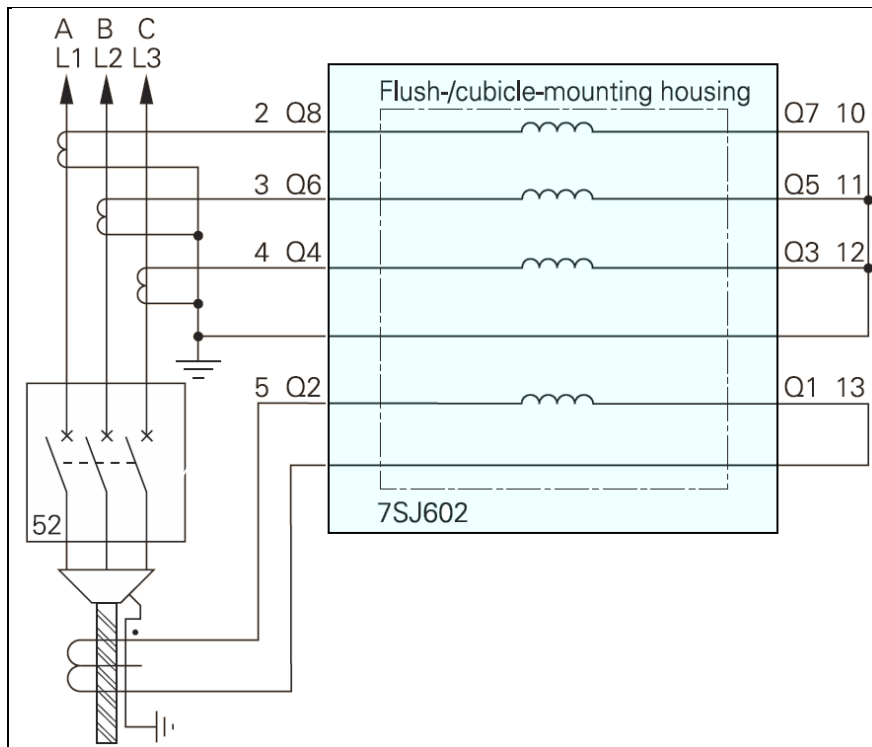 A B C
L1 L2 L3
Flush-/cubicle-mounting housing
2 Q8
Q7 10
3 Q6
Q5 11
4 Q4
Q3 12
5 Q2
Q1 13
7SJ602
52